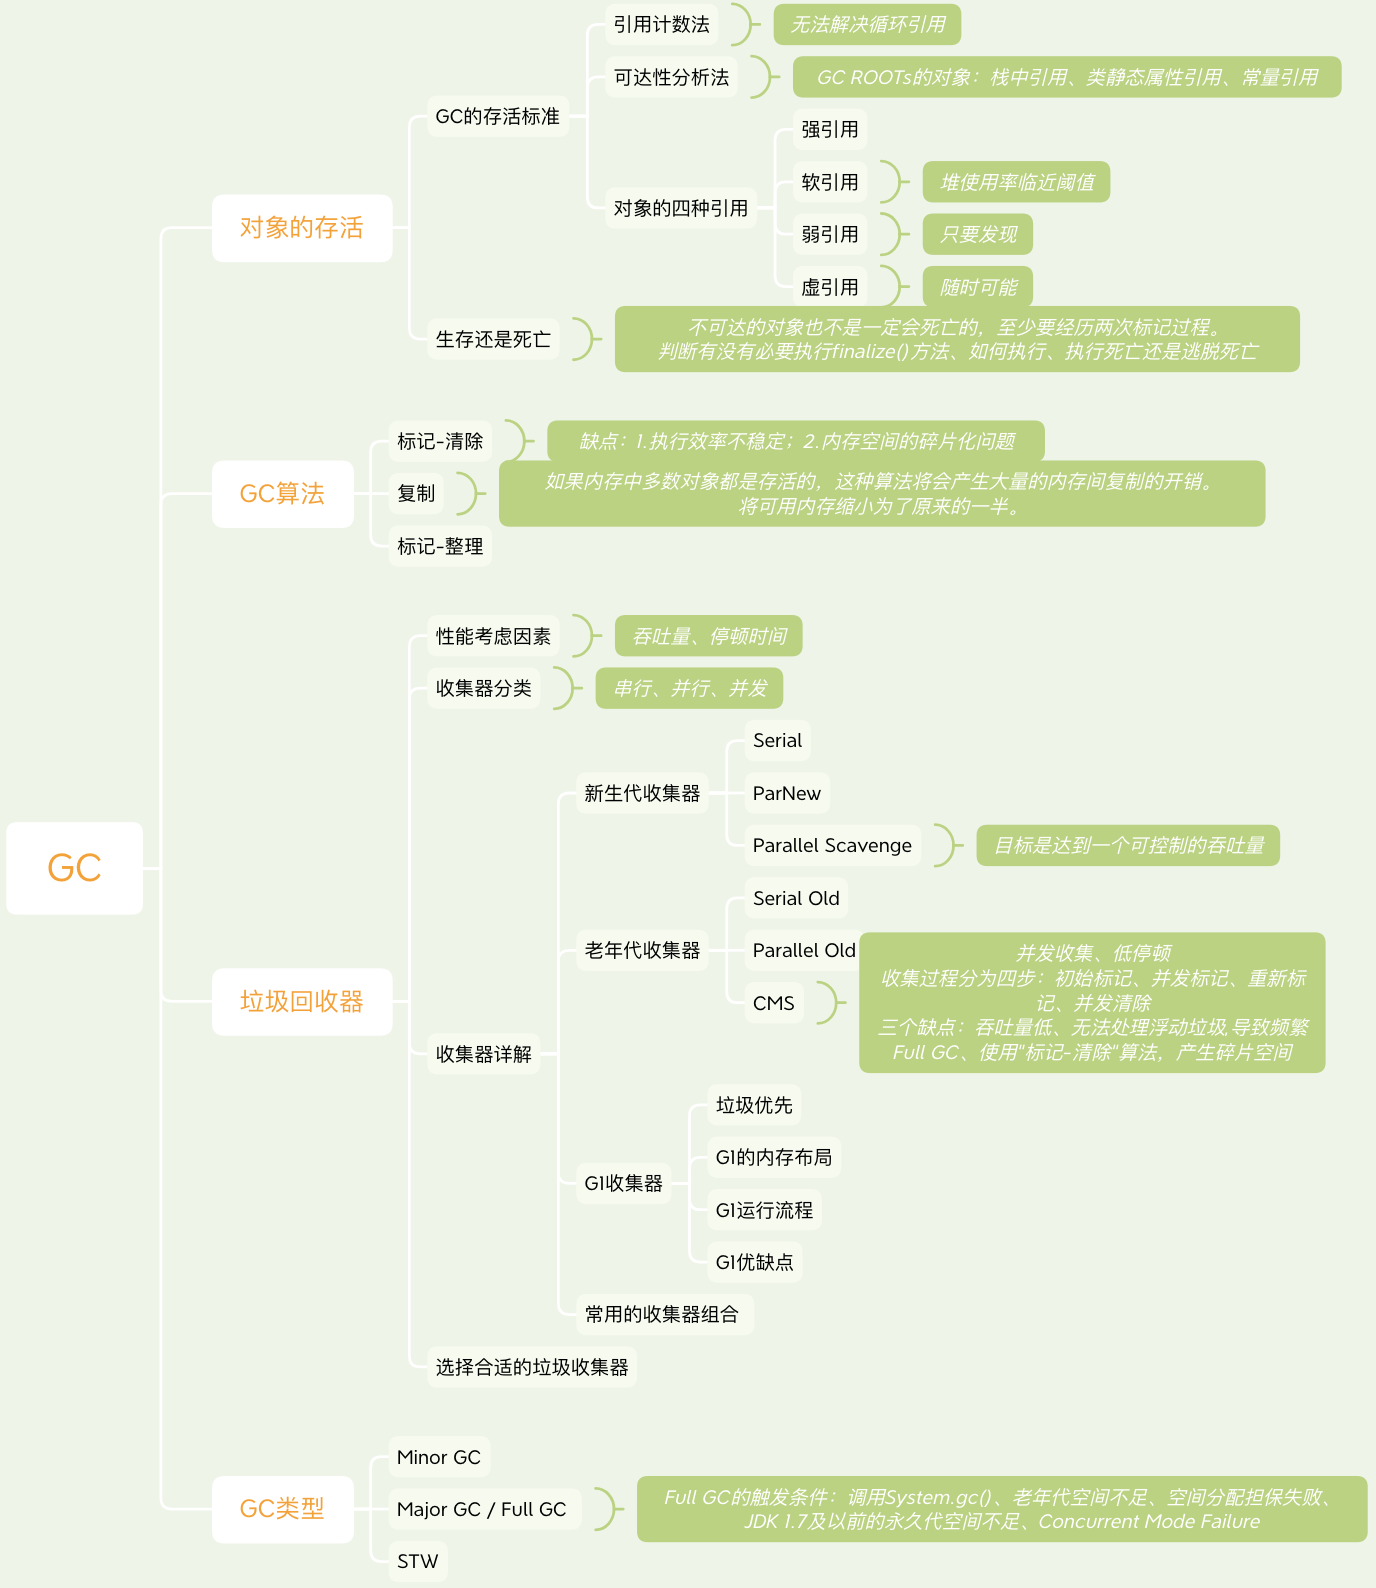 GC
对象的存活
GC的存活标准
引用计数法
无法解决循环引用
可达性分析法
GC ROOTs的对象：栈中引用、类静态属性引用、常量引用
对象的四种引用
强引用
软引用
堆使用率临近阈值
弱引用
只要发现
虚引用
随时可能
生存还是死亡
不可达的对象也不是一定会死亡的，至少要经历两次标记过程。
判断有没有必要执行finalize()方法、如何执行、执行死亡还是逃脱死亡
GC算法
标记-清除
缺点：1.执行效率不稳定；2.内存空间的碎片化问题
复制
如果内存中多数对象都是存活的，这种算法将会产生大量的内存间复制的开销。
将可用内存缩小为了原来的一半。
标记-整理
垃圾回收器
性能考虑因素
吞吐量、停顿时间
收集器分类
串行、并行、并发
收集器详解
新生代收集器
Serial
ParNew
Parallel Scavenge
目标是达到一个可控制的吞吐量
老年代收集器
Serial Old
Parallel Old
CMS
并发收集、低停顿
收集过程分为四步：初始标记、并发标记、重新标
记、并发清除
三个缺点：吞吐量低、无法处理浮动垃圾,导致频繁
Full GC、使用"标记-清除"算法，产生碎片空间
G1收集器
垃圾优先
G1的内存布局
G1运行流程
G1优缺点
常用的收集器组合
选择合适的垃圾收集器
GC类型
Minor GC
Major GC / Full GC
Full GC的触发条件：调用System.gc()、老年代空间不足、空间分配担保失败、
JDK 1.7及以前的永久代空间不足、Concurrent Mode Failure
STW